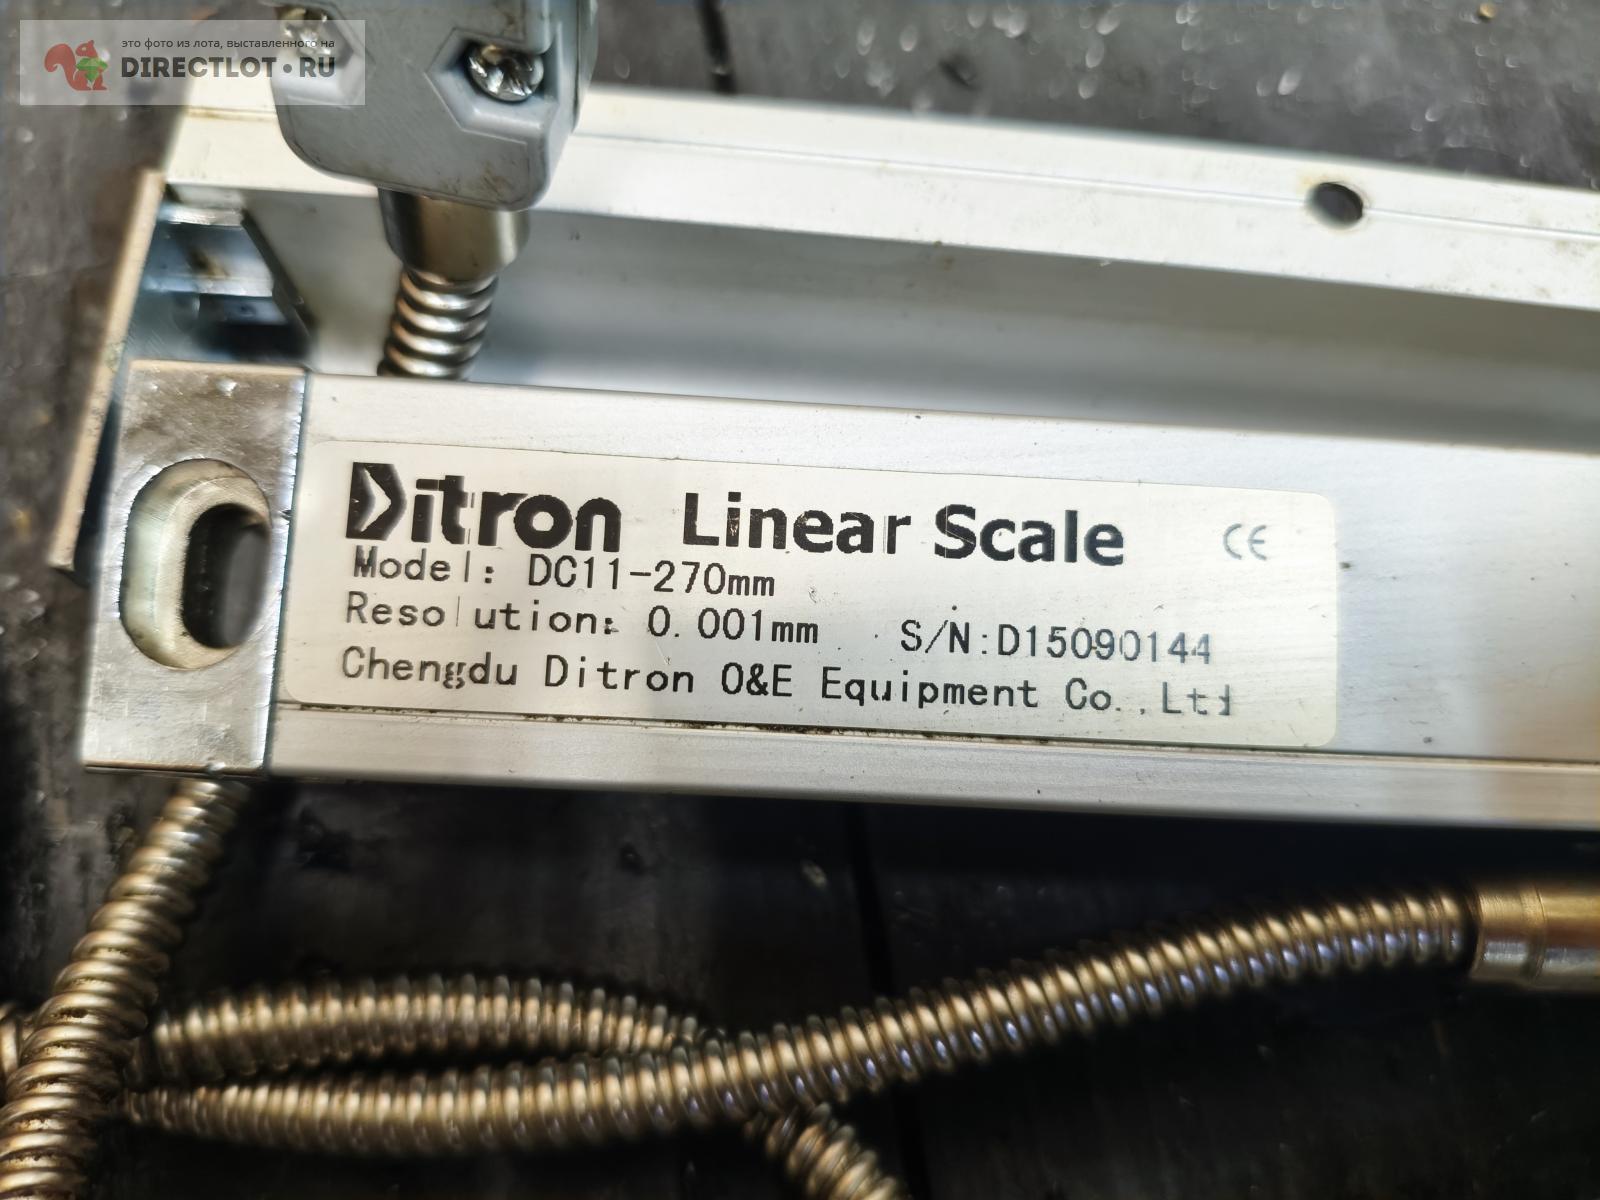 это фото из лота, выставленного на
DIRECTLOT•RU
Ditron Linear Scale CE
Model: DC11-270mm
Resolution: 0.001mm S/N:D15090144
Chengdu Ditron O&E Equipment Co.,Ltd